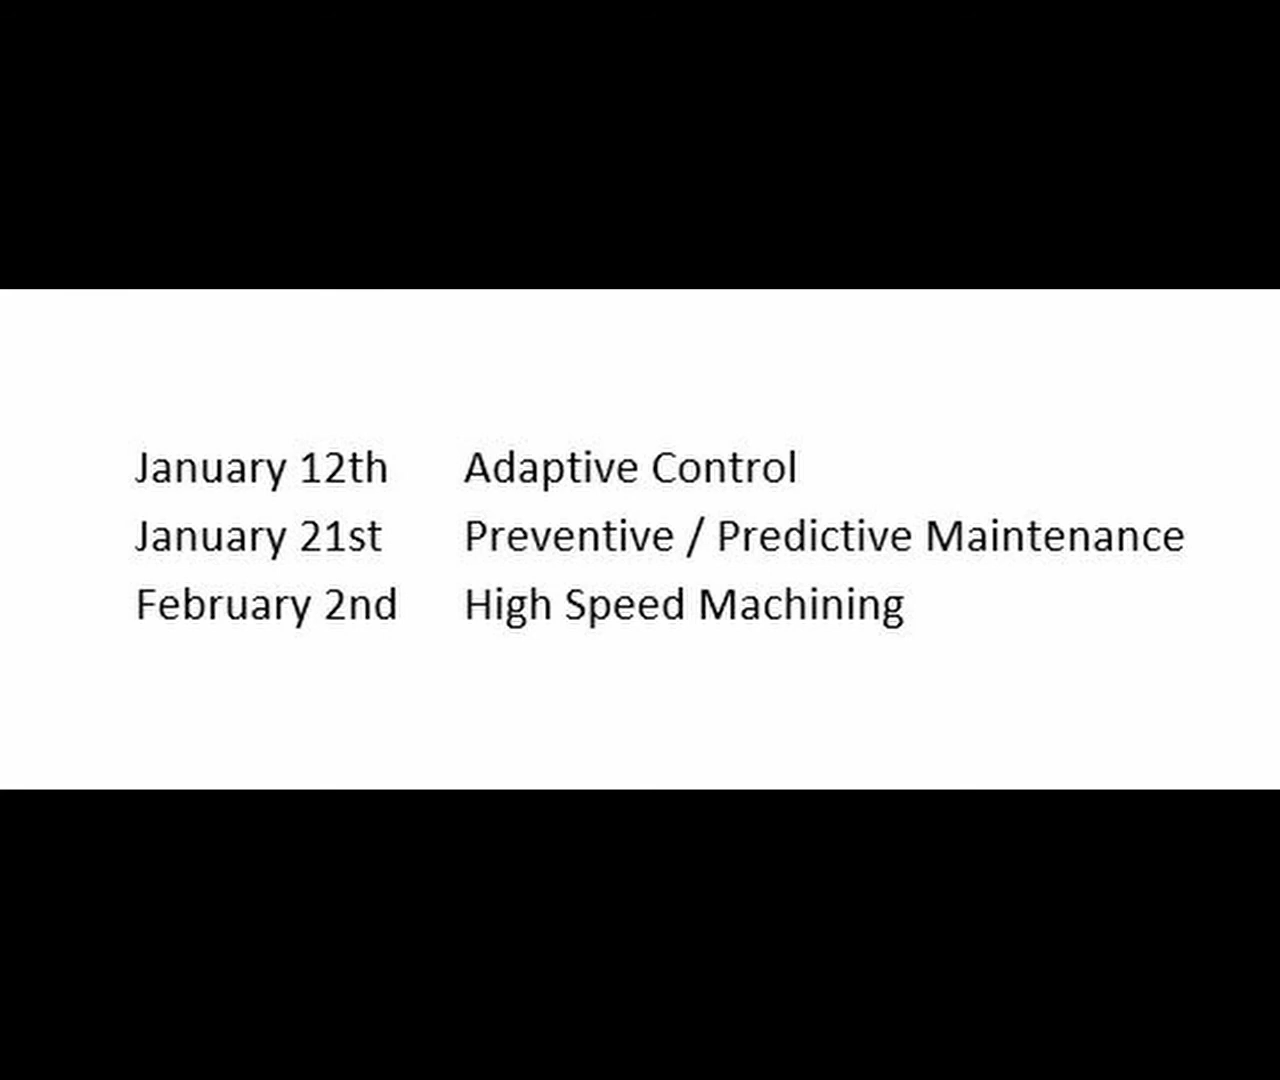 January 12th Adaptive Control
January 21st Preventive / Predictive Maintenance
February 2nd High Speed Machining